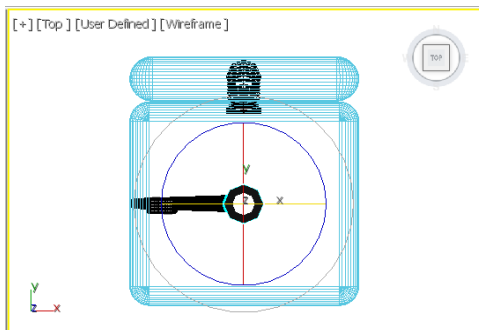 [+] [Top ] [User Defined ] [Wireframe ]
TOP
y
z
x
y
z
x